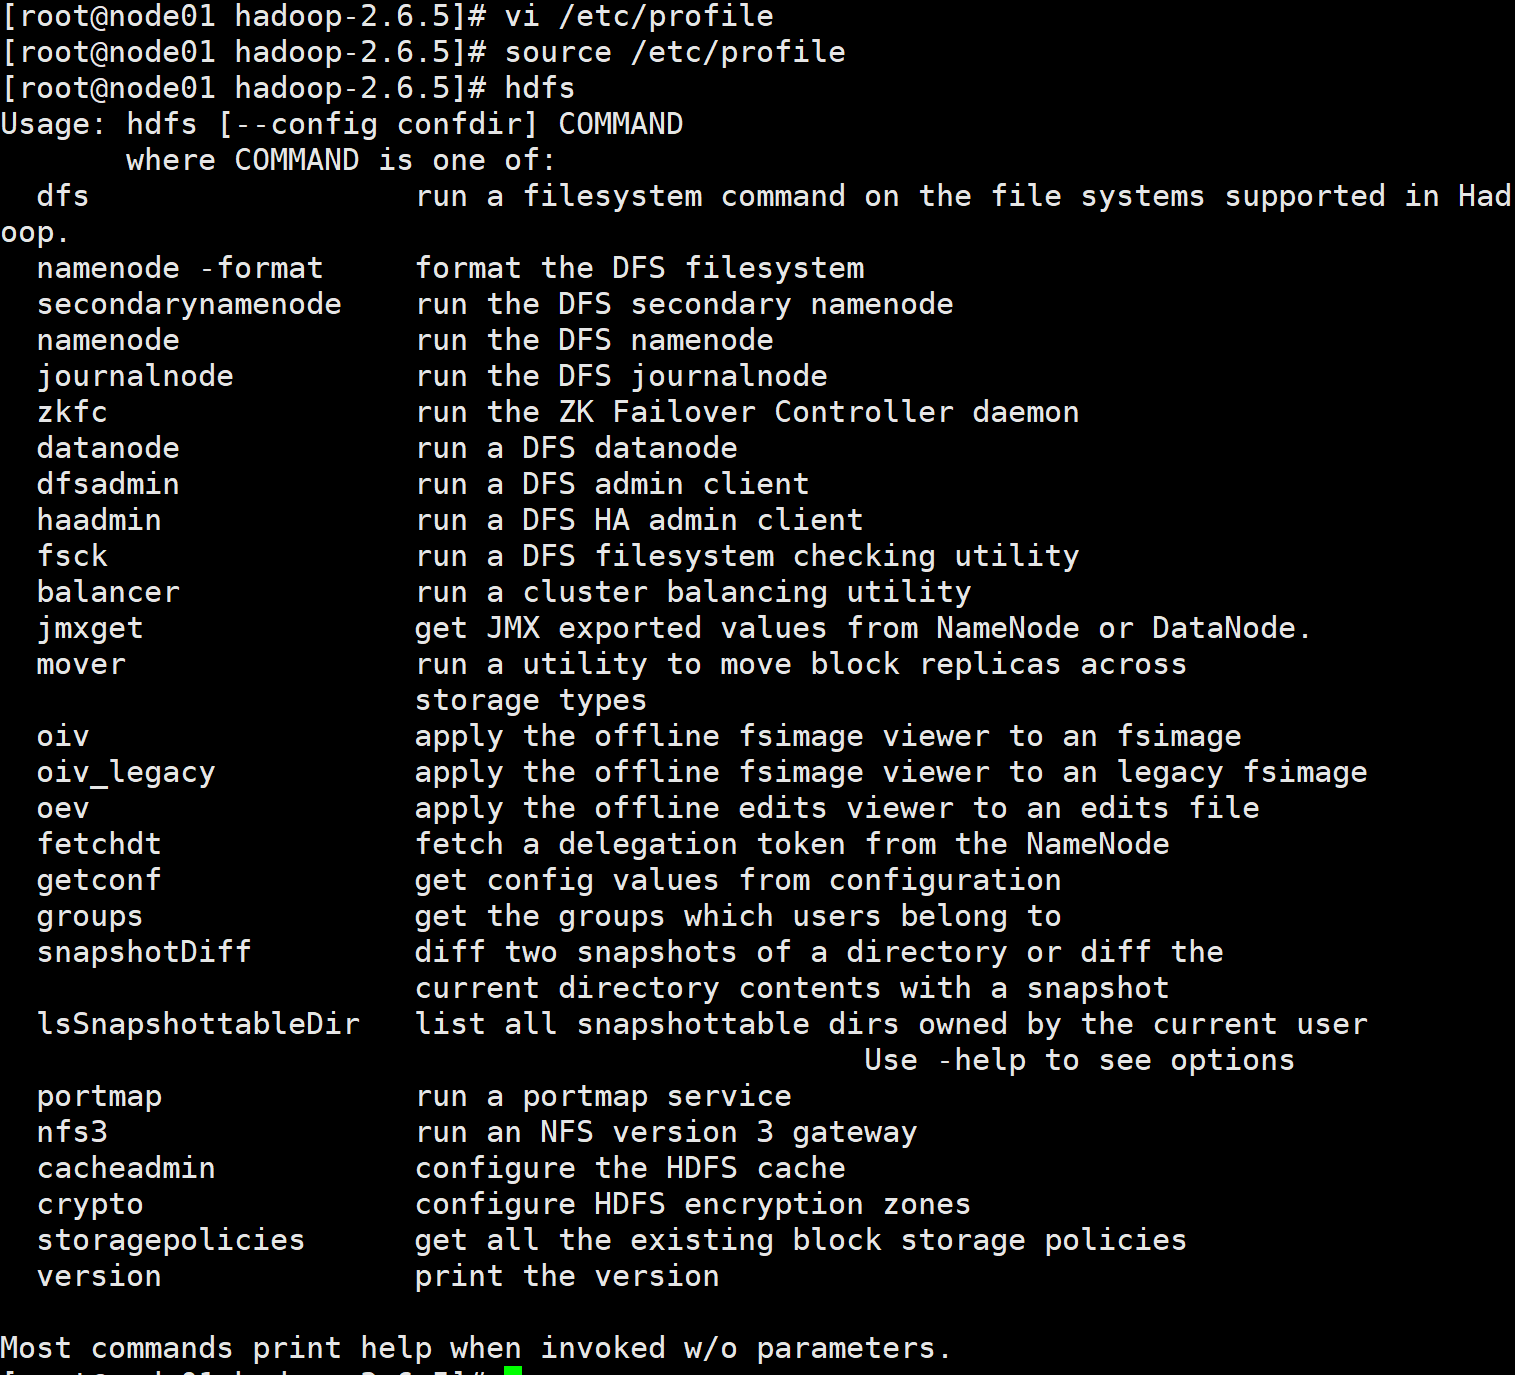 [root@node01 hadoop-2.6.5]# vi /etc/profile
[root@node01 hadoop-2.6.5]# source /etc/profile
[root@node01 hadoop-2.6.5]# hdfs
Usage: hdfs [--config confdir] COMMAND
       where COMMAND is one of:
  dfs                  run a filesystem command on the file systems supported in Had
oop.
  namenode -format     format the DFS filesystem
  secondarynamenode    run the DFS secondary namenode
  namenode             run the DFS namenode
  journalnode          run the DFS journalnode
  zkfc                 run the ZK Failover Controller daemon
  datanode             run a DFS datanode
  dfsadmin             run a DFS admin client
  haadmin              run a DFS HA admin client
  fsck                 run a DFS filesystem checking utility
  balancer             run a cluster balancing utility
  jmxget               get JMX exported values from NameNode or DataNode.
  mover                run a utility to move block replicas across
                       storage types
  oiv                  apply the offline fsimage viewer to an fsimage
  oiv_legacy           apply the offline fsimage viewer to an legacy fsimage
  oev                  apply the offline edits viewer to an edits file
  fetchdt              fetch a delegation token from the NameNode
  getconf              get config values from configuration
  groups               get the groups which users belong to
  snapshotDiff         diff two snapshots of a directory or diff the
                       current directory contents with a snapshot
  lsSnapshottableDir   list all snapshottable dirs owned by the current user
                                                Use -help to see options
  portmap              run a portmap service
  nfs3                 run an NFS version 3 gateway
  cacheadmin           configure the HDFS cache
  crypto               configure HDFS encryption zones
  storagepolicies      get all the existing block storage policies
  version              print the version

Most commands print help when invoked w/o parameters.
[root@node01 hadoop-2.6.5]#